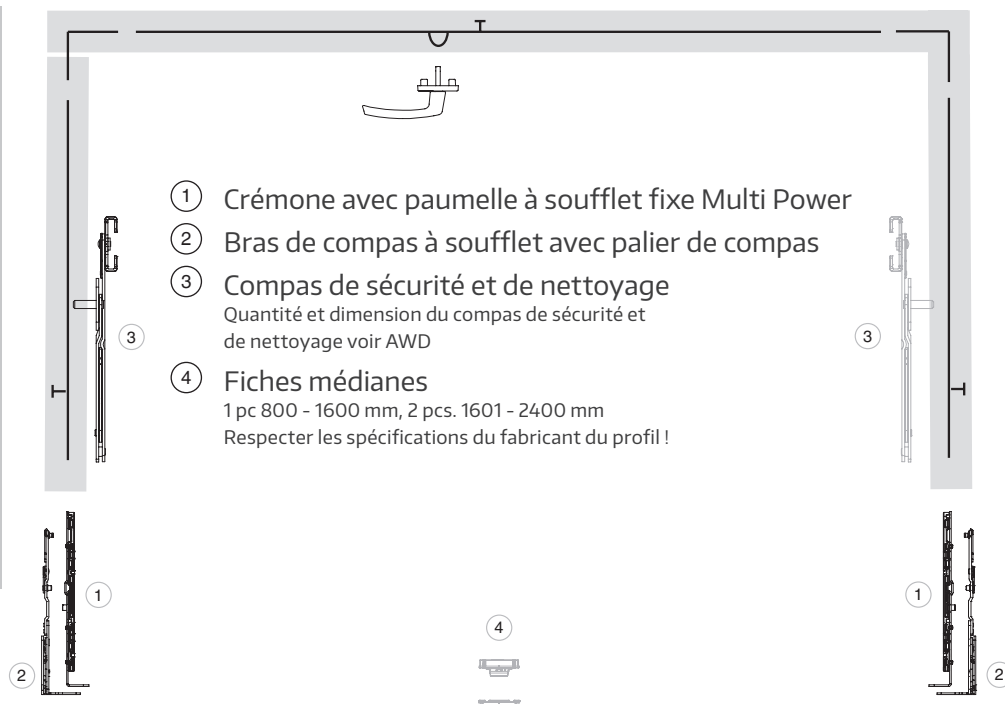 1 Crémone avec paumelle à soufflet fixe Multi Power
2 Bras de compas à soufflet avec palier de compas
3 Compas de sécurité et de nettoyage
Quantité et dimension du compas de sécurité et
de nettoyage voir AWD
4 Fiches médianes
1 pc 800 - 1600 mm, 2 pcs. 1601 - 2400 mm
Respecter les spécifications du fabricant du profil !
3
3
1
1
4
2
2